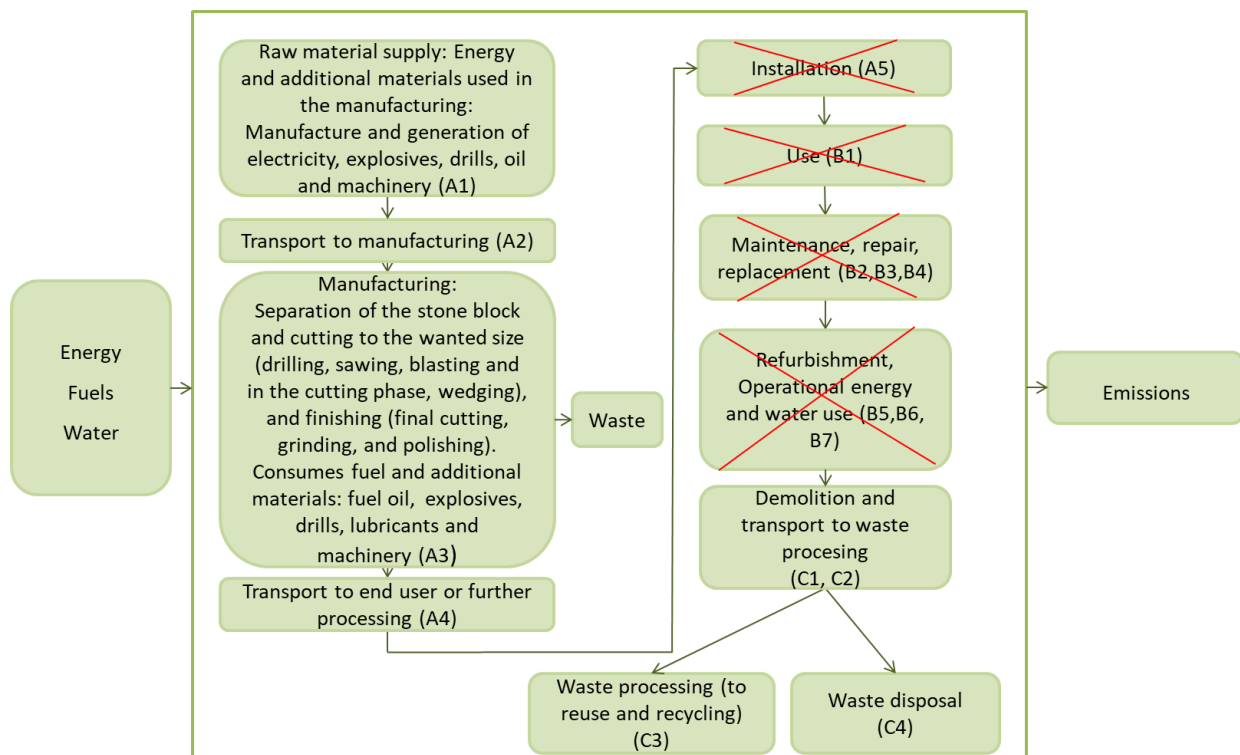 Energy
Fuels
Water
Raw material supply: Energy
and additional materials used in
the manufacturing:
Manufacture and generation of
electricity, explosives, drills, oil
and machinery (A1)
Transport to manufacturing (A2)
Manufacturing:
Separation of the stone block
and cutting to the wanted size
(drilling, sawing, blasting and
in the cutting phase, wedging),
and finishing (final cutting,
grinding, and polishing).
Consumes fuel and additional
materials: fuel oil, explosives,
drills, lubricants and
machinery (A3)
Waste
Transport to end user or further
processing (A4)
Installation (A5)
Use (B1)
Maintenance, repair,
replacement (B2,B3,B4)
Refurbishment,
Operational energy
and water use (B5,B6,
B7)
Demolition and
transport to waste
procesing
(C1, C2)
Waste processing (to
reuse and recycling)
(C3)
Waste disposal
(C4)
Emissions